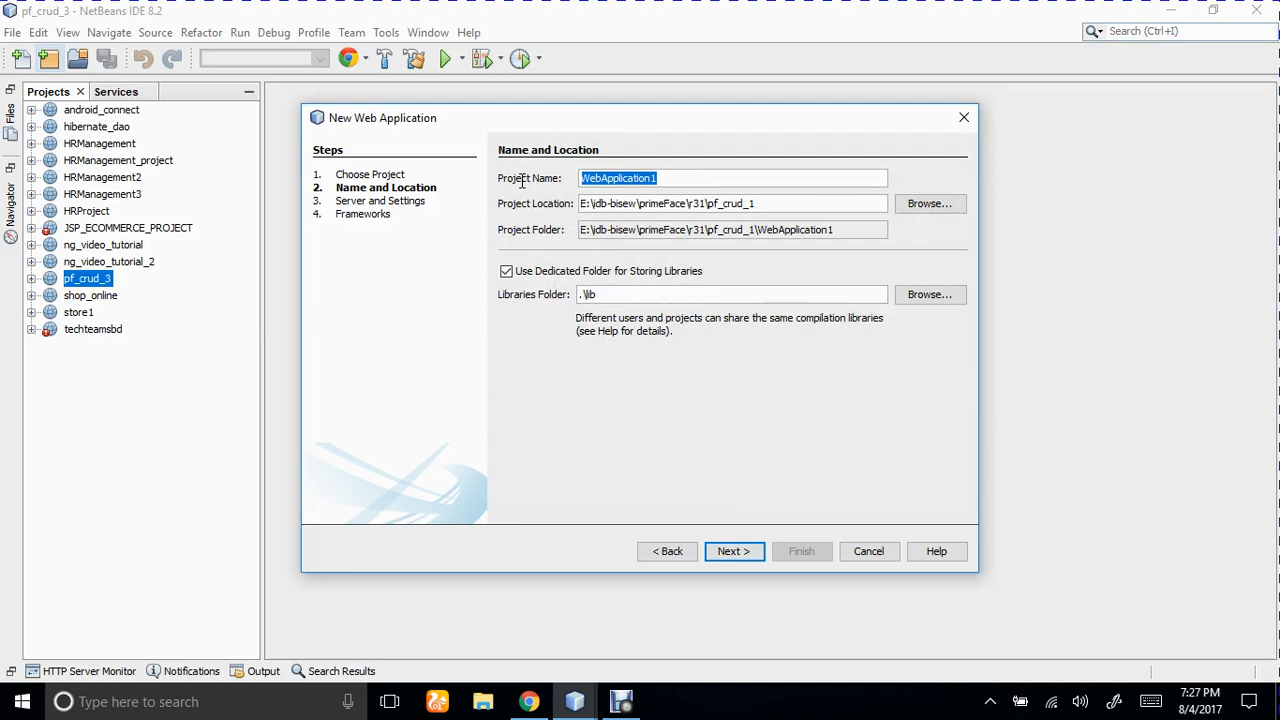 pf_crud_3 - NetBeans IDE 8.2
File Edit View Navigate Source Refactor Run Debug Profile Team Tools Window Help
Search (Ctrl+I)
Projects Services
Files
Navigator
android_connect
hibernate_dao
HRManagement
HRManagement_project
HRManagement2
HRManagement3
HRProject
JSP_ECOMMERCE_PROJECT
ng_video_tutorial
ng_video_tutorial_2
pf_crud_3
shop_online
store1
techteamsbd
New Web Application
Steps
1. Choose Project
2. Name and Location
3. Server and Settings
4. Frameworks
Name and Location
Project Name: WebApplication1
Project Location: E:\idb-bisew\primeFace\r31\pf_crud_1 Browse...
Project Folder: E:\idb-bisew\primeFace\r31\pf_crud_1\WebApplication1
Use Dedicated Folder for Storing Libraries
Libraries Folder: .\lib Browse...
Different users and projects can share the same compilation libraries
(see Help for details).
< Back Next > Finish Cancel Help
HTTP Server Monitor Notifications Output Search Results
Type here to search
7:27 PM
8/4/2017